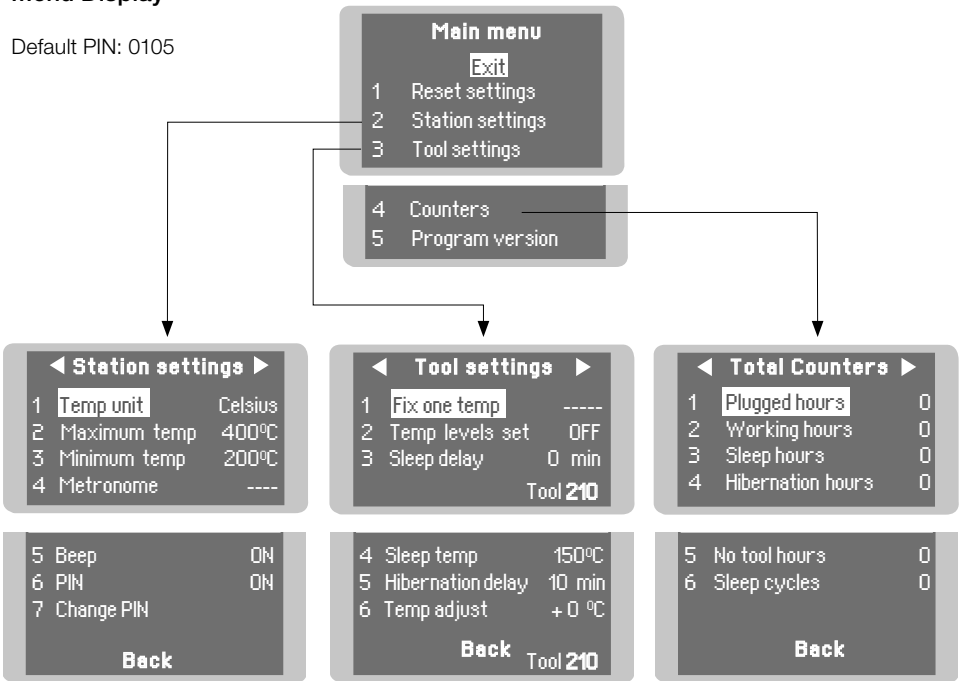 Default PIN: 0105
Main menu
Exit
1 Reset settings
2 Station settings
3 Tool settings
4 Counters
5 Program version
◀ Station settings ▶
1 Temp unit Celsius
2 Maximum temp 400ºC
3 Minimum temp 200ºC
4 Metronome ----
5 Beep ON
6 PIN ON
7 Change PIN
Back
◀ Tool settings ▶
1 Fix one temp -----
2 Temp levels set OFF
3 Sleep delay 0 min
Tool 210
4 Sleep temp 150ºC
5 Hibernation delay 10 min
6 Temp adjust +0 ºC
Back
Tool 210
◀ Total Counters ▶
1 Plugged hours 0
2 Working hours 0
3 Sleep hours 0
4 Hibernation hours 0
5 No tool hours 0
6 Sleep cycles 0
Back